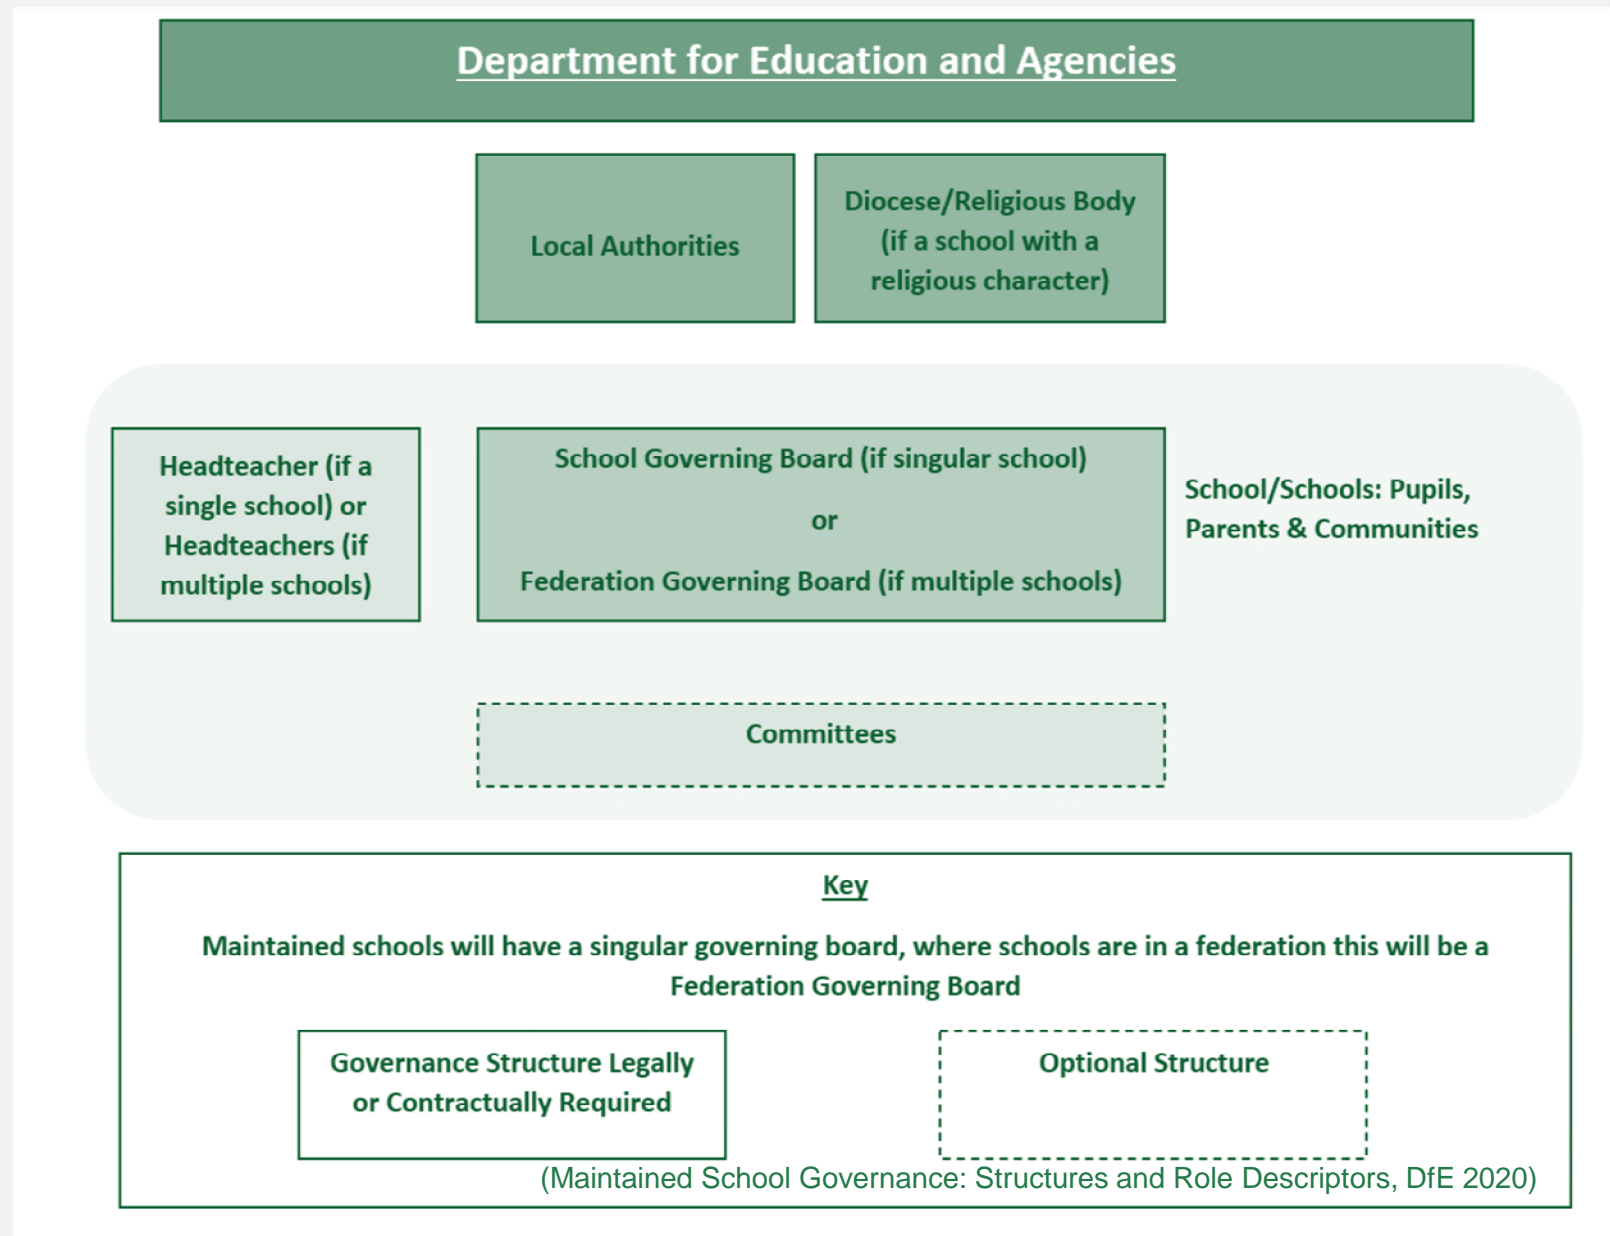 Department for Education and Agencies
Local Authorities
Diocese/Religious Body
(if a school with a
religious character)
Headteacher (if a
single school) or
Headteachers (if
multiple schools)
School Governing Board (if singular school)
or
Federation Governing Board (if multiple schools)
School/Schools: Pupils,
Parents & Communities
Committees
Key
Maintained schools will have a singular governing board, where schools are in a federation this will be a
Federation Governing Board
Governance Structure Legally
or Contractually Required
Optional Structure
(Maintained School Governance: Structures and Role Descriptors, DfE 2020)